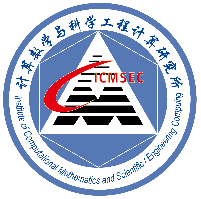 计算数学与科学工程计算研究所
ICMSEC
Institute of Computational Mathematics and Scientific / Engineering Computing